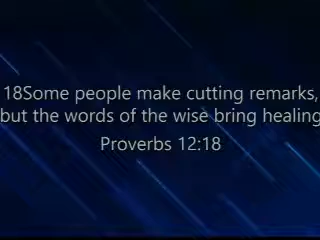 18Some people make cutting remarks,
but the words of the wise bring healing
Proverbs 12:18